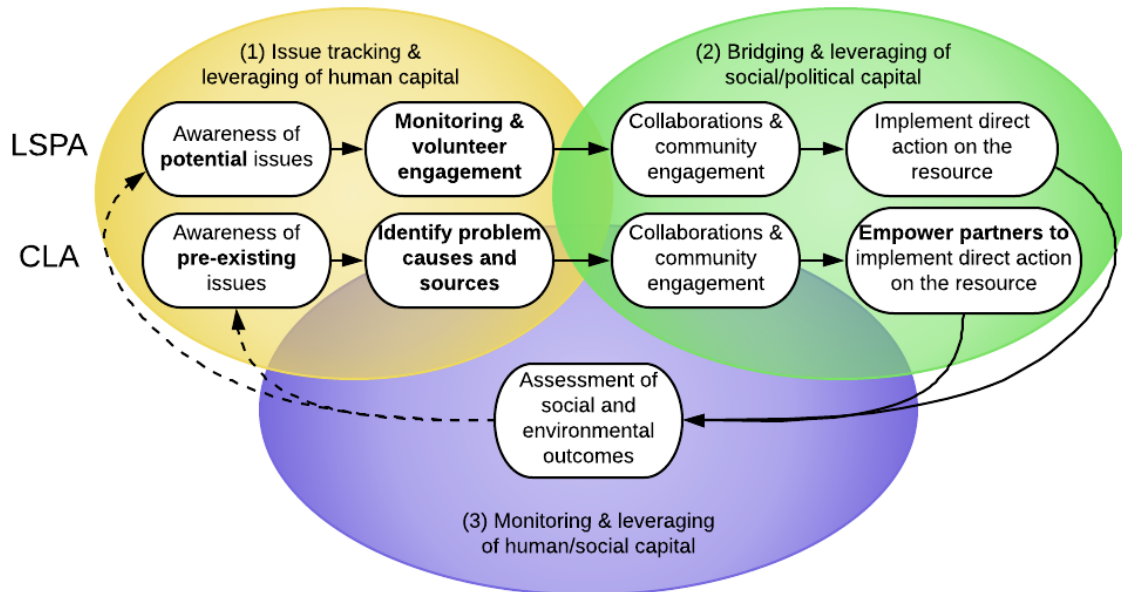 (1) Issue tracking &
leveraging of human capital
(2) Bridging & leveraging of
social/political capital
LSPA
Awareness of
potential issues
Monitoring &
volunteer
engagement
Collaborations &
community
engagement
Implement direct
action on the
resource
CLA
Awareness of
pre-existing
issues
Identify problem
causes and
sources
Collaborations &
community
engagement
Empower partners to
implement direct action
on the resource
Assessment of
social and
environmental
outcomes
(3) Monitoring & leveraging
of human/social capital